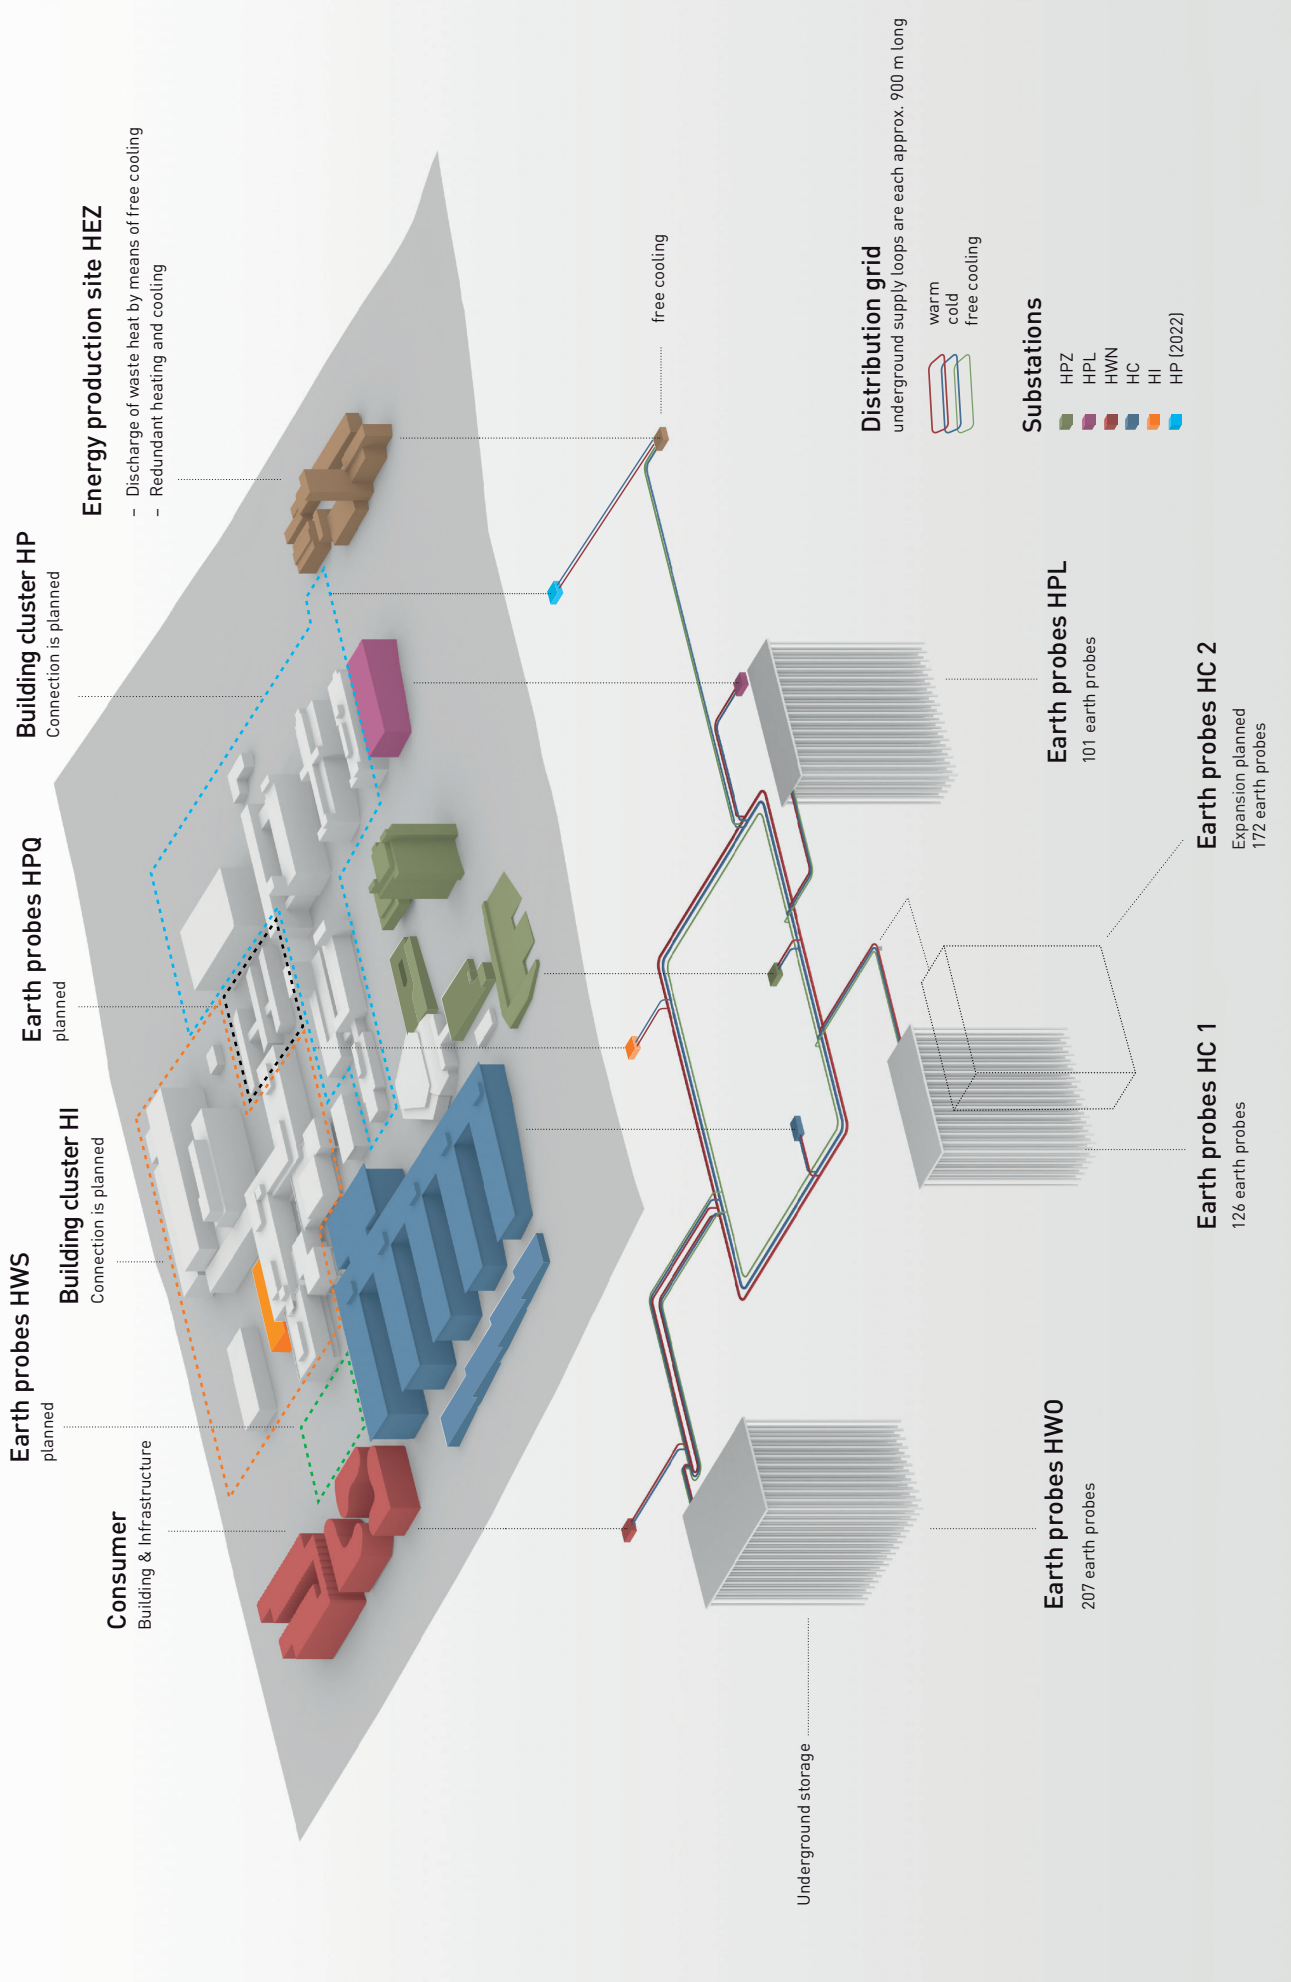 Consumer
Building & Infrastructure
Earth probes HWS
planned
Building cluster HI
Connection is planned
Earth probes HPQ
planned
Building cluster HP
Connection is planned
Energy production site HEZ
– Discharge of waste heat by means of free cooling
– Redundant heating and cooling
free cooling
Underground storage
Earth probes HWO
207 earth probes
Earth probes HC 1
126 earth probes
Earth probes HC 2
Expansion planned
172 earth probes
Earth probes HPL
101 earth probes
Distribution grid
underground supply loops are each approx. 900 m long
warm
cold
free cooling
Substations
HPZ
HPL
HWN
HC
HI
HP (2022)